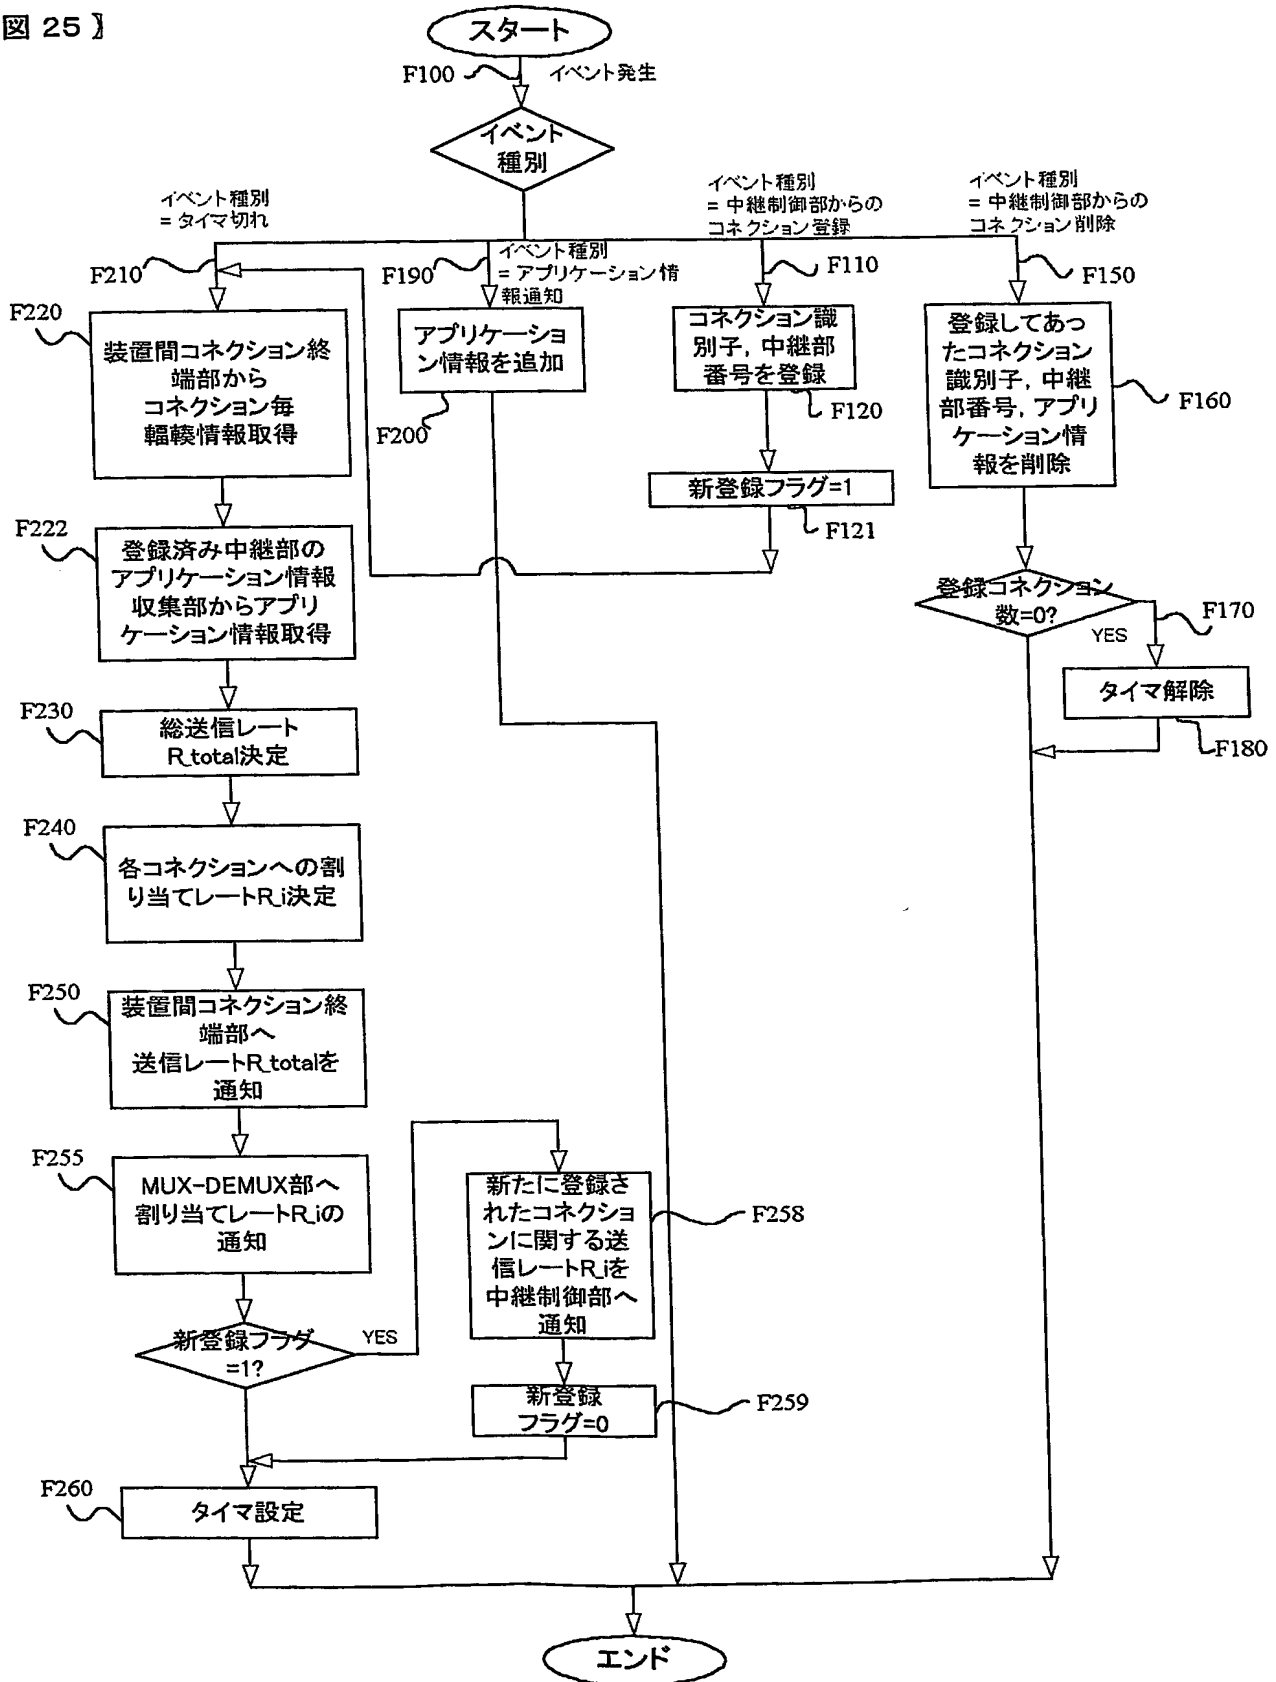 図 25 】
スタート
F100
イベント発生
イベント
種別
イベント種別
= タイマ切れ
イベント種別
= 中継制御部からの
コネクション登録
イベント種別
= 中継制御部からの
コネクション削除
F210
F190
イベント種別
= アプリケーション情
報通知
F110
F150
F220
装置間コネクション終
端部から
コネクション毎
輻輳情報取得
アプリケーショ
ン情報を追加
F200
コネクション識
別子, 中継部
番号を登録
F120
登録してあっ
たコネクション
識別子, 中継
部番号, アプリ
ケーション情
報を削除
F160
新登録フラグ=1
F121
F222
登録済み中継部の
アプリケーション情報
収集部からアプリ
ケーション情報取得
登録コネクション
数=0?
F170
YES
タイマ解除
F180
F230
総送信レート
R_total決定
F240
各コネクションへの割
り当てレートR_i決定
F250
装置間コネクション終
端部へ
送信レートR_totalを
通知
F255
MUX-DEMUX部へ
割り当てレートR_iの
通知
新たに登録さ
れたコネクショ
ンに関する送
信レートR_iを
中継制御部へ
通知
F258
新登録フラグ
=1?
YES
新登録
フラグ=0
F259
F260
タイマ設定
エンド